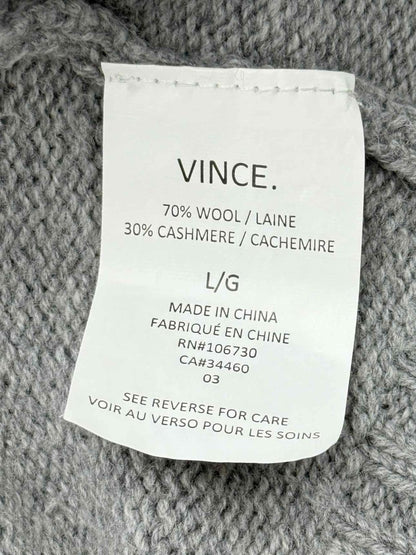 VINCE.
70% WOOL / LAINE
30% CASHMERE / CACHEMIRE
L/G
MADE IN CHINA
FABRIQUÉ EN CHINE
RN#106730
CA#34460
03
SEE REVERSE FOR CARE
VOIR AU VERSO POUR LES SOINS